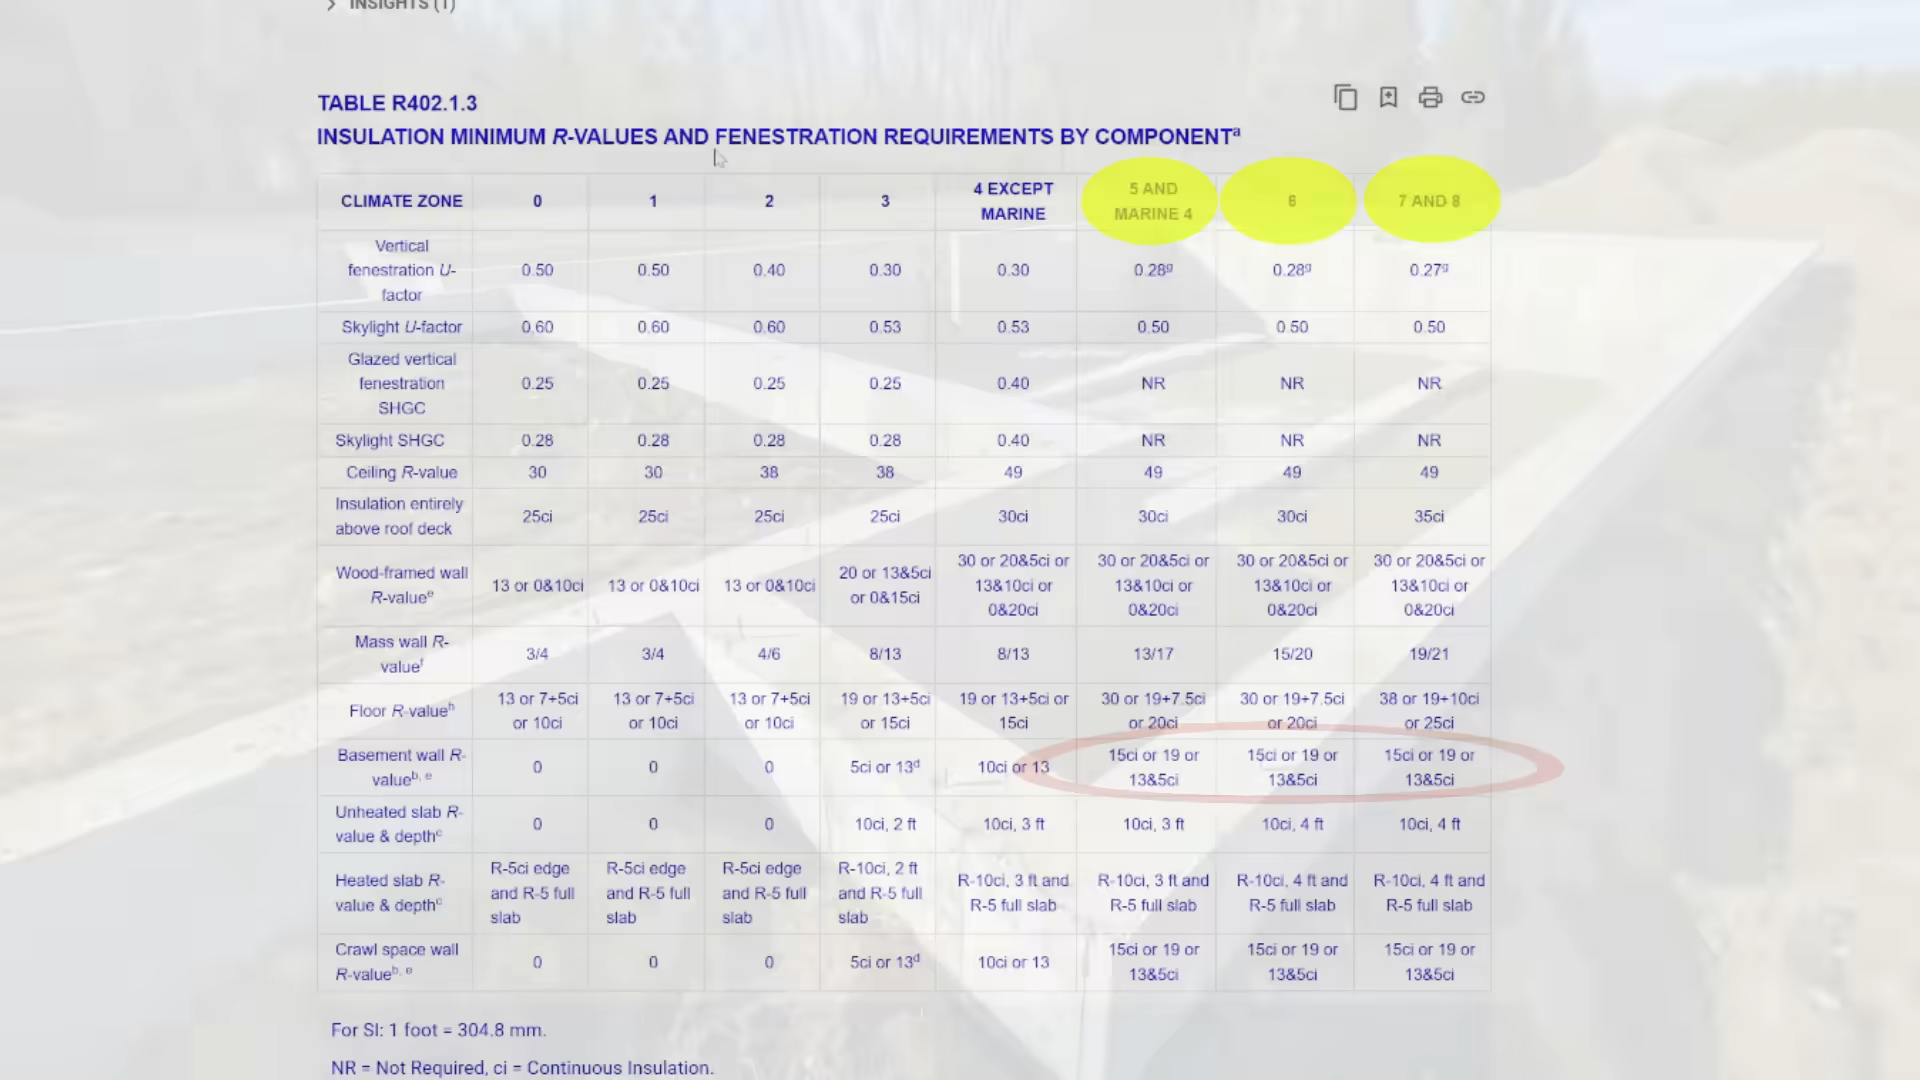 INSIGHTS (1)
TABLE R402.1.3
INSULATION MINIMUM R-VALUES AND FENESTRATION REQUIREMENTS BY COMPONENTa
CLIMATE ZONE 0 1 2 3 4 EXCEPT MARINE 5 AND MARINE 4 6 7 AND 8
Vertical fenestration U-factor 0.50 0.50 0.40 0.30 0.30 0.28g 0.28g 0.27g
Skylight U-factor 0.60 0.60 0.60 0.53 0.53 0.50 0.50 0.50
Glazed vertical fenestration SHGC 0.25 0.25 0.25 0.25 0.40 NR NR NR
Skylight SHGC 0.28 0.28 0.28 0.28 0.40 NR NR NR
Ceiling R-value 30 30 38 38 49 49 49 49
Insulation entirely above roof deck 25ci 25ci 25ci 25ci 30ci 30ci 30ci 35ci
Wood-framed wall R-valuee 13 or 0&10ci 13 or 0&10ci 13 or 0&10ci 20 or 13&5ci or 0&15ci 30 or 20&5ci or 13&10ci or 0&20ci 30 or 20&5ci or 13&10ci or 0&20ci 30 or 20&5ci or 13&10ci or 0&20ci 30 or 20&5ci or 13&10ci or 0&20ci
Mass wall R-valuef 3/4 3/4 4/6 8/13 8/13 13/17 15/20 19/21
Floor R-valueh 13 or 7+5ci or 10ci 13 or 7+5ci or 10ci 13 or 7+5ci or 10ci 19 or 13+5ci or 15ci 19 or 13+5ci or 15ci 30 or 19+7.5ci or 20ci 30 or 19+7.5ci or 20ci 38 or 19+10ci or 25ci
Basement wall R-valueb, e 0 0 0 5ci or 13d 10ci or 13 15ci or 19 or 13&5ci 15ci or 19 or 13&5ci 15ci or 19 or 13&5ci
Unheated slab R-value & depthc 0 0 0 10ci, 2 ft 10ci, 3 ft 10ci, 3 ft 10ci, 4 ft 10ci, 4 ft
Heated slab R-value & depthc R-5ci edge and R-5 full slab R-5ci edge and R-5 full slab R-5ci edge and R-5 full slab R-10ci, 2 ft and R-5 full slab R-10ci, 3 ft and R-5 full slab R-10ci, 3 ft and R-5 full slab R-10ci, 4 ft and R-5 full slab R-10ci, 4 ft and R-5 full slab
Crawl space wall R-valueb, e 0 0 0 5ci or 13d 10ci or 13 15ci or 19 or 13&5ci 15ci or 19 or 13&5ci 15ci or 19 or 13&5ci
For SI: 1 foot = 304.8 mm.
NR = Not Required, ci = Continuous Insulation.